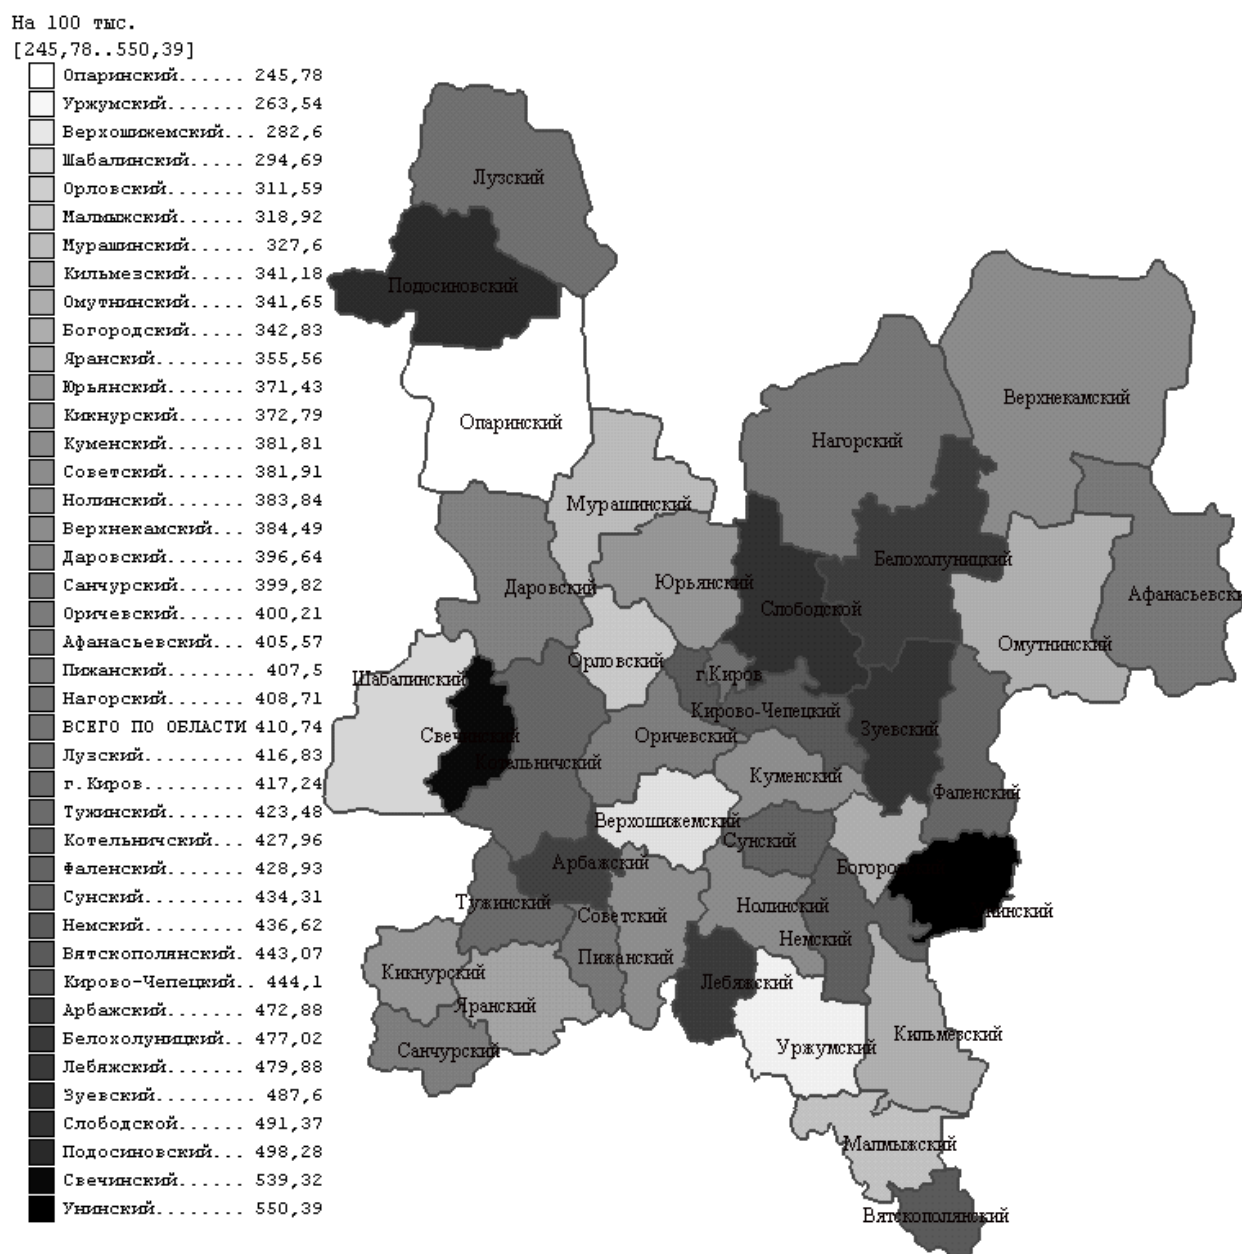 На 100 тыс.
[245,78..550,39]
Опаринский...... 245,78
Уржумский....... 263,54
Верхошижемский... 282,6
Шабалинский..... 294,69
Орловский....... 311,59
Малмыжский...... 318,92
Мурашинский...... 327,6
Кильмезский..... 341,18
Омутнинский..... 341,65
Богородский..... 342,83
Яранский........ 355,56
Юрьянский....... 371,43
Кикнурский...... 372,79
Куменский....... 381,81
Советский....... 381,91
Нолинский....... 383,84
Верхнекамский... 384,49
Даровский....... 396,64
Санчурский...... 399,82
Оричевский...... 400,21
Афанасьевский... 405,57
Пижанский........ 407,5
Нагорский....... 408,71
ВСЕГО ПО ОБЛАСТИ 410,74
Лузский......... 416,83
г.Киров......... 417,24
Тужинский....... 423,48
Котельничский... 427,96
Фаленский....... 428,93
Сунский......... 434,31
Немский......... 436,62
Вятскополянский. 443,07
Кирово-Чепецкий.. 444,1
Арбажский....... 472,88
Белохолуницкий.. 477,02
Лебяжский....... 479,88
Зуевский......... 487,6
Слободской...... 491,37
Подосиновский... 498,28
Свечинский...... 539,32
Унинский........ 550,39
Лузский
Подосиновский
Опаринский
Верхнекамский
Нагорский
Мурашинский
Белохолуницкий
Даровский
Юрьянский
Слободской
Афанасьевск
Омутнинский
Шабалинский
Орловский
г.Киров
Кирово-Чепецкий
Свечинский
Оричевский
Зуевский
Котельничский
Куменский
Фаленский
Верхошижемский
Сунский
Арбажский
Богоро
Тужинский
Советский
Нолинский
нинский
Немский
Кикнурский
Пижанский
Лебяжский
Яранский
Санчурский
Уржумский
Кильмезский
Малмыжский
Вятскополянский